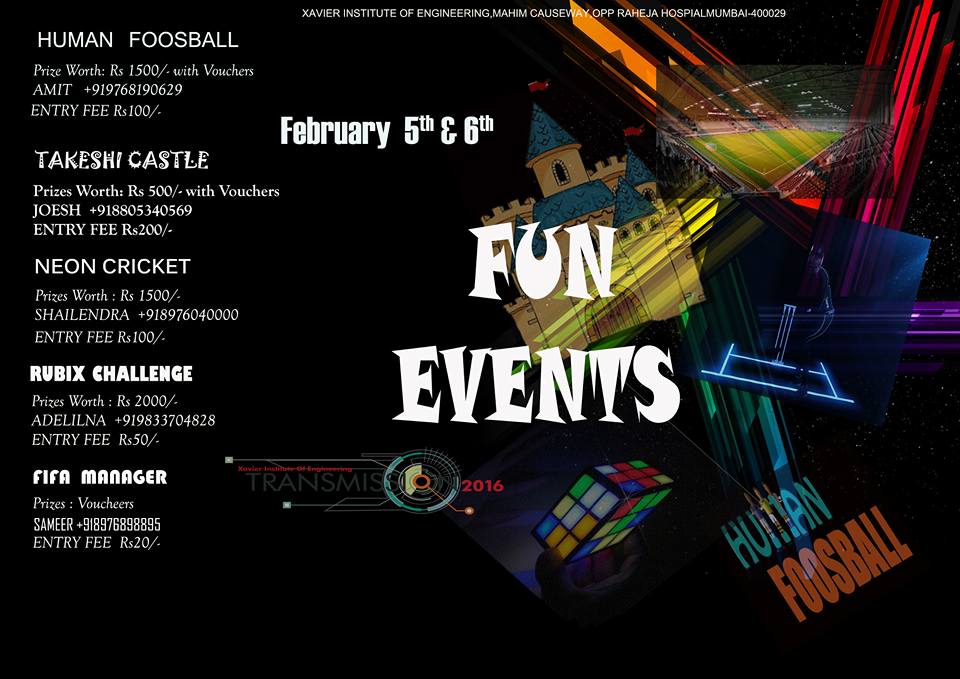 XAVIER INSTITUTE OF ENGINEERING,MAHIM CAUSEWAY,OPP RAHEJA HOSPIALMUMBAI-400029
HUMAN FOOSBALL
Prize Worth: Rs 1500/- with Vouchers
AMIT +919768190629
ENTRY FEE Rs100/-
TAKESHI CASTLE
Prizes Worth: Rs 500/- with Vouchers
JOESH +918805340569
ENTRY FEE Rs200/-
NEON CRICKET
Prizes Worth : Rs 1500/-
SHAILENDRA +918976040000
ENTRY FEE Rs100/-
RUBIX CHALLENGE
Prizes Worth : Rs 2000/-
ADELILNA +919833704828
ENTRY FEE Rs50/-
FIFA MANAGER
Prizes : Voucheers
SAMEER +918976898895
ENTRY FEE Rs20/-
February 5th & 6th
FUN
EVENTS
Xavier Institute Of Engineering
TRANSMISSION 2016
HUMAN
FOOSBALL